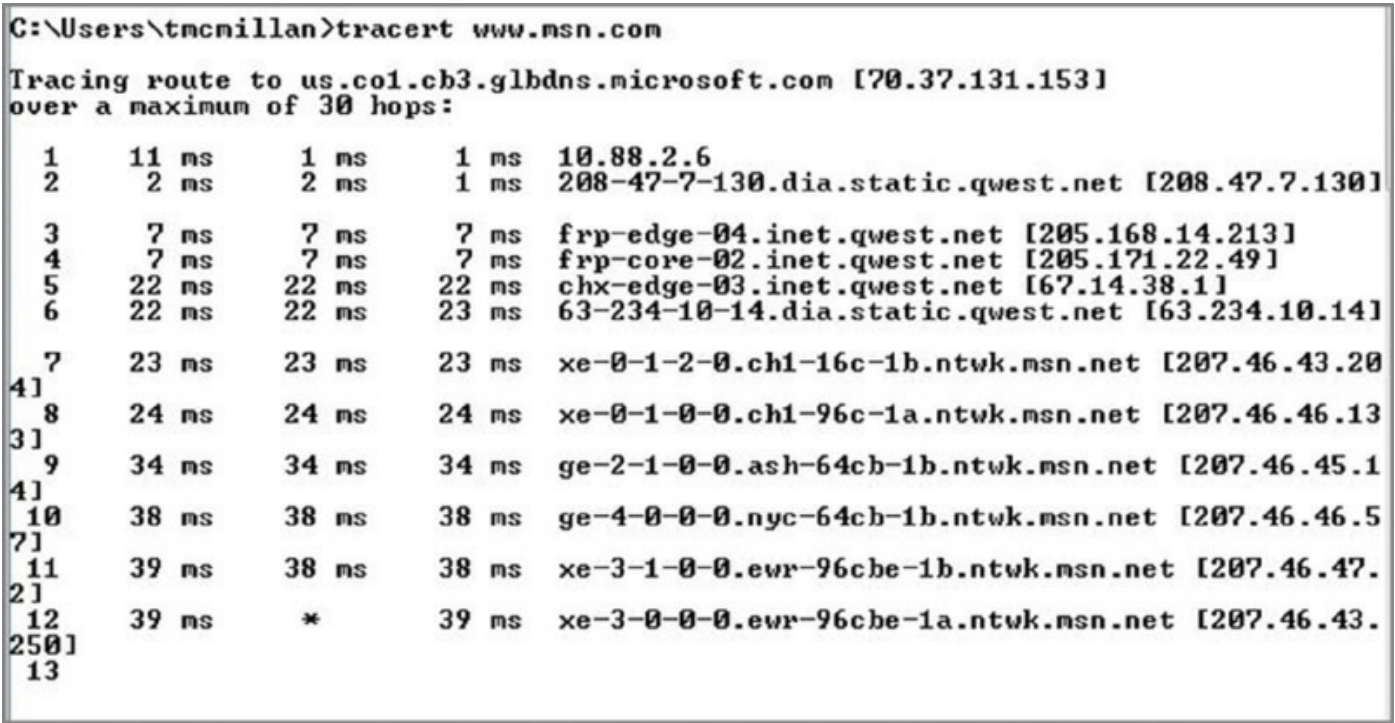 C:\Users\tmcmillan>tracert www.msn.com
Tracing route to us.co1.cb3.glbdns.microsoft.com [70.37.131.153]
over a maximum of 30 hops:
1 11 ms 1 ms 1 ms 10.88.2.6
2 2 ms 2 ms 1 ms 208-47-7-130.dia.static.qwest.net [208.47.7.130]
3 7 ms 7 ms 7 ms frp-edge-04.inet.qwest.net [205.168.14.213]
4 7 ms 7 ms 7 ms frp-core-02.inet.qwest.net [205.171.22.49]
5 22 ms 22 ms 22 ms chx-edge-03.inet.qwest.net [67.14.38.1]
6 22 ms 22 ms 23 ms 63-234-10-14.dia.static.qwest.net [63.234.10.14]
7 23 ms 23 ms 23 ms xe-0-1-2-0.ch1-16c-1b.ntwk.msn.net [207.46.43.20
4]
8 24 ms 24 ms 24 ms xe-0-1-0-0.ch1-96c-1a.ntwk.msn.net [207.46.46.13
3]
9 34 ms 34 ms 34 ms ge-2-1-0-0.ash-64cb-1b.ntwk.msn.net [207.46.45.1
4]
10 38 ms 38 ms 38 ms ge-4-0-0-0.nyc-64cb-1b.ntwk.msn.net [207.46.46.5
7]
11 39 ms 38 ms 38 ms xe-3-1-0-0.ewr-96cbe-1b.ntwk.msn.net [207.46.47.
2]
12 39 ms * 39 ms xe-3-0-0-0.ewr-96cbe-1a.ntwk.msn.net [207.46.43.
250]
13